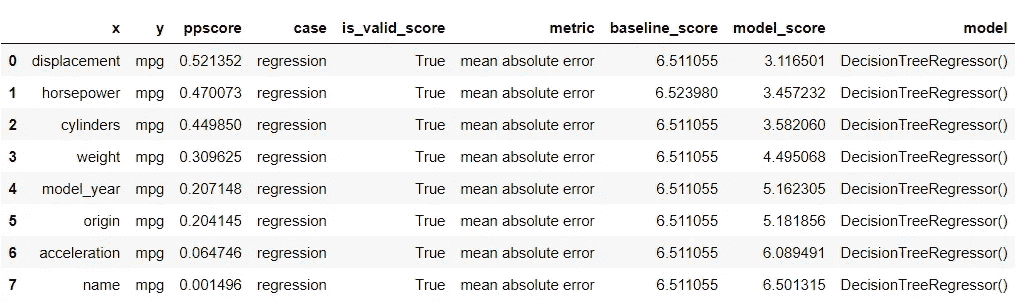 x y ppscore case is_valid_score metric baseline_score model_score model
0 displacement mpg 0.521352 regression True mean absolute error 6.511055 3.116501 DecisionTreeRegressor()
1 horsepower mpg 0.470073 regression True mean absolute error 6.523980 3.457232 DecisionTreeRegressor()
2 cylinders mpg 0.449850 regression True mean absolute error 6.511055 3.582060 DecisionTreeRegressor()
3 weight mpg 0.309625 regression True mean absolute error 6.511055 4.495068 DecisionTreeRegressor()
4 model_year mpg 0.207148 regression True mean absolute error 6.511055 5.162305 DecisionTreeRegressor()
5 origin mpg 0.204145 regression True mean absolute error 6.511055 5.181856 DecisionTreeRegressor()
6 acceleration mpg 0.064746 regression True mean absolute error 6.511055 6.089491 DecisionTreeRegressor()
7 name mpg 0.001496 regression True mean absolute error 6.511055 6.501315 DecisionTreeRegressor()